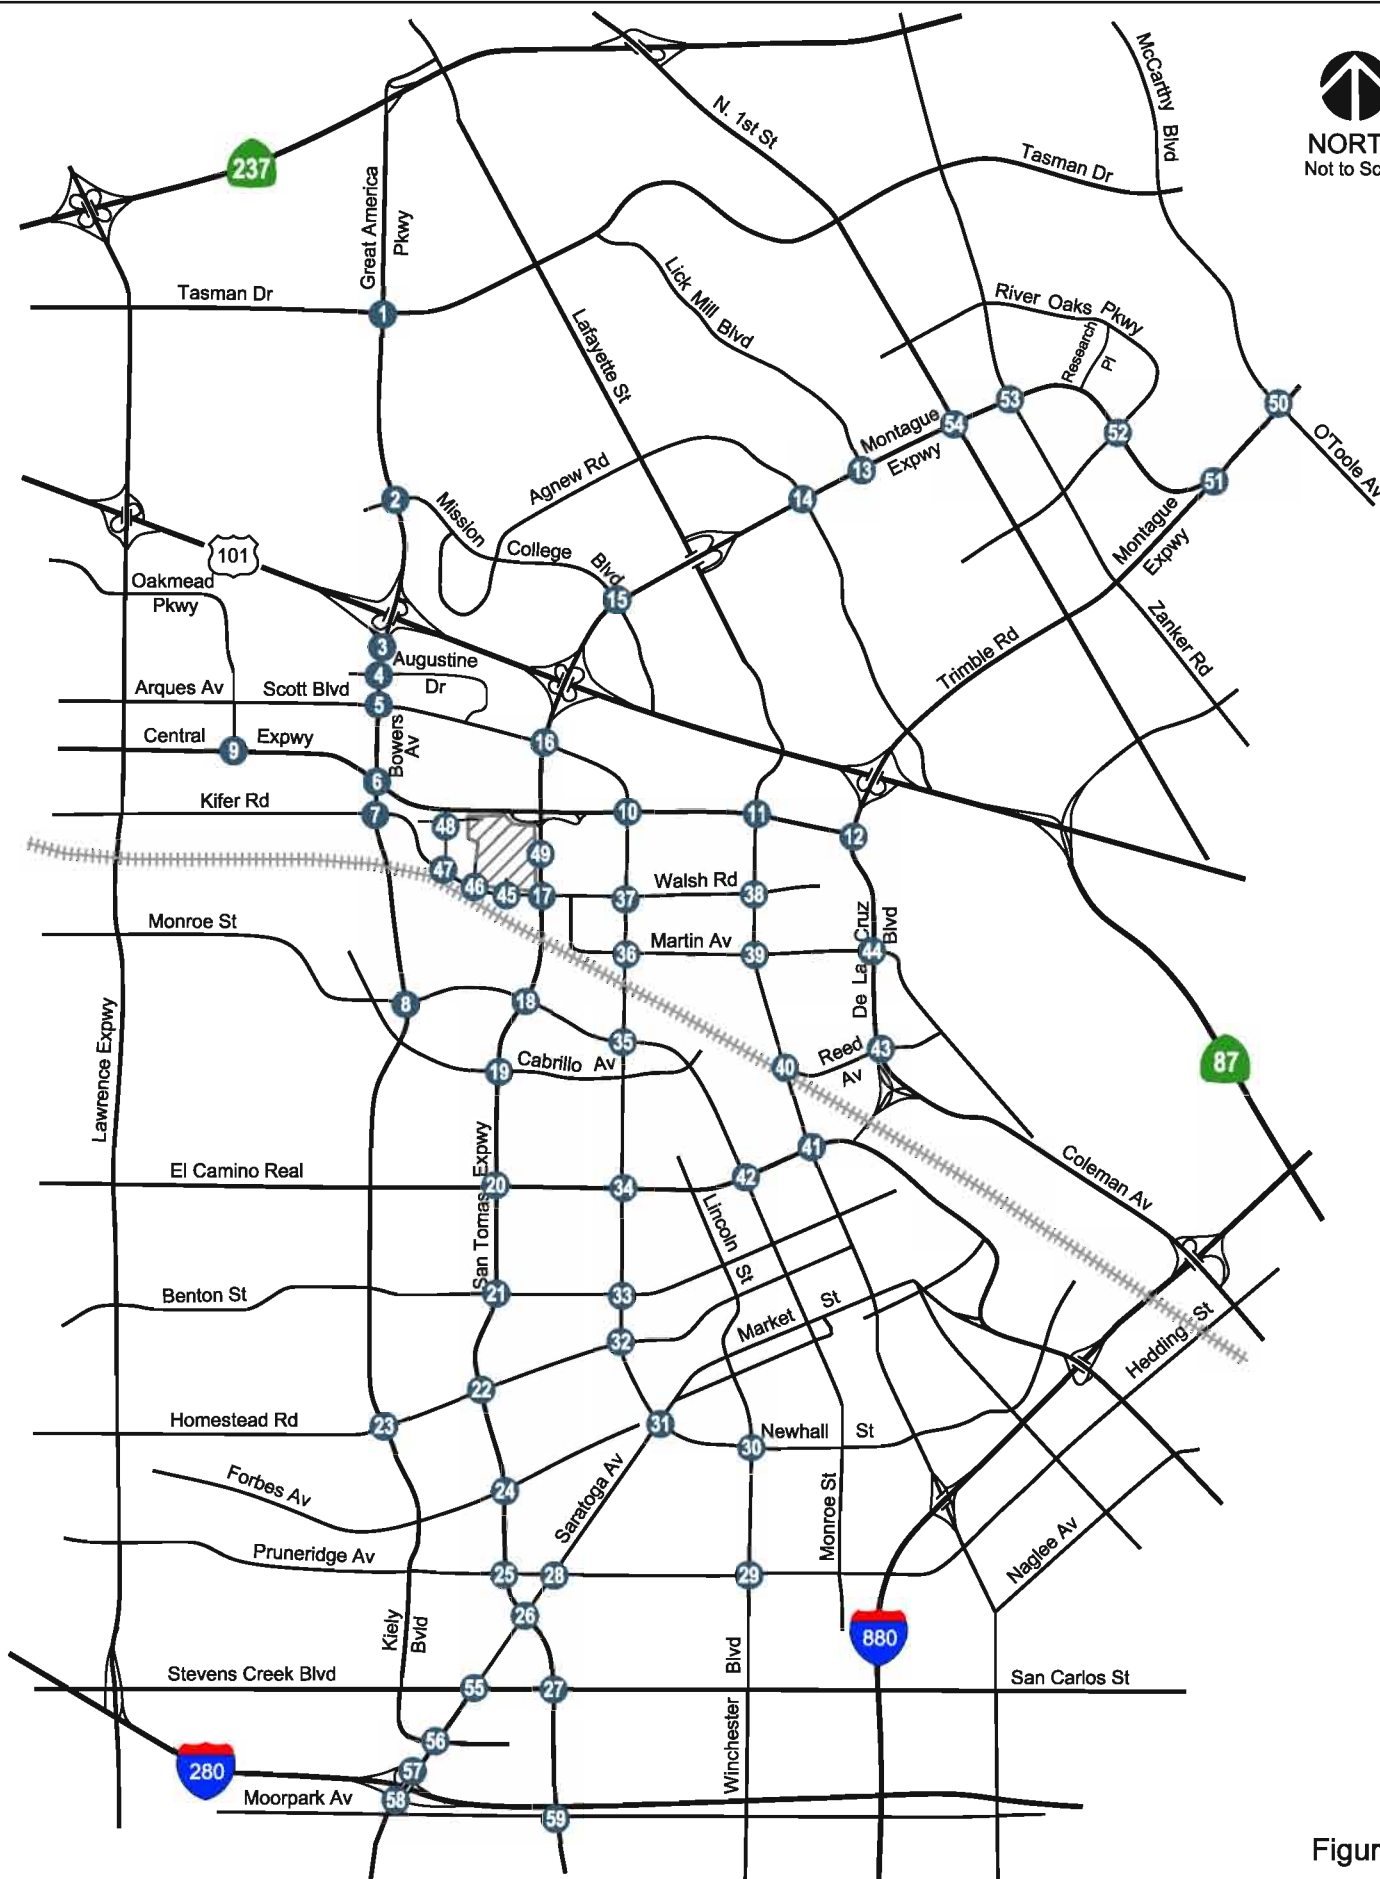 McCarthy Blvd
N. 1st St
NORT
Not to Sc
237
Tasman Dr
Great America
Pkwy
Lick Mill Blvd
River Oaks Pkwy
Tasman Dr
1
Lafayette St
Research
Pl
53
50
54
52
Montague
Expwy
O'Toole Av
13
51
Agnew Rd
14
2
Mission
College
Blvd
Montague
Expwy
101
Oakmead
Pkwy
15
Zanker Rd
3
Trimble Rd
Augustine
Dr
4
Arques Av
Scott Blvd
5
Bowers
Av
Central
9
Expwy
16
6
Kifer Rd
7
10
11
48
12
49
47
46
45
17
37
Walsh Rd
38
De La Cruz
Blvd
Monroe St
36
Martin Av
39
44
8
18
Lawrence Expwy
35
Reed
Av
43
19
Cabrillo Av
40
87
San Tomas Expwy
41
El Camino Real
20
34
42
Coleman Av
Lincoln St
Benton St
21
33
Market St
32
Hedding St
22
Homestead Rd
23
31
Newhall St
30
Forbes Av
24
Saratoga Av
Monroe St
Pruneridge Av
25
28
29
Naglee Av
26
Kiely
Bvld
880
Stevens Creek Blvd
55
27
Winchester Blvd
San Carlos St
56
280
57
Moorpark Av
58
59
Figur